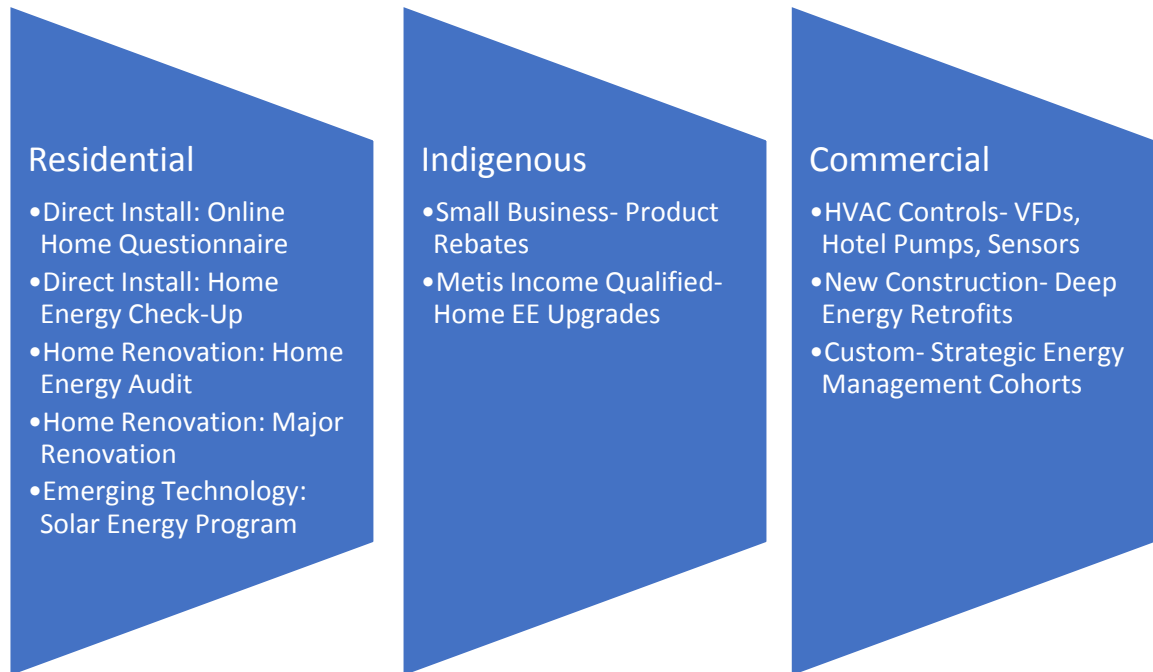 Residential
•Direct Install: Online
Home Questionnaire
•Direct Install: Home
Energy Check-Up
•Home Renovation: Home
Energy Audit
•Home Renovation: Major
Renovation
•Emerging Technology:
Solar Energy Program
Indigenous
•Small Business- Product
Rebates
•Metis Income Qualified-
Home EE Upgrades
Commercial
•HVAC Controls- VFDs,
Hotel Pumps, Sensors
•New Construction- Deep
Energy Retrofits
•Custom- Strategic Energy
Management Cohorts